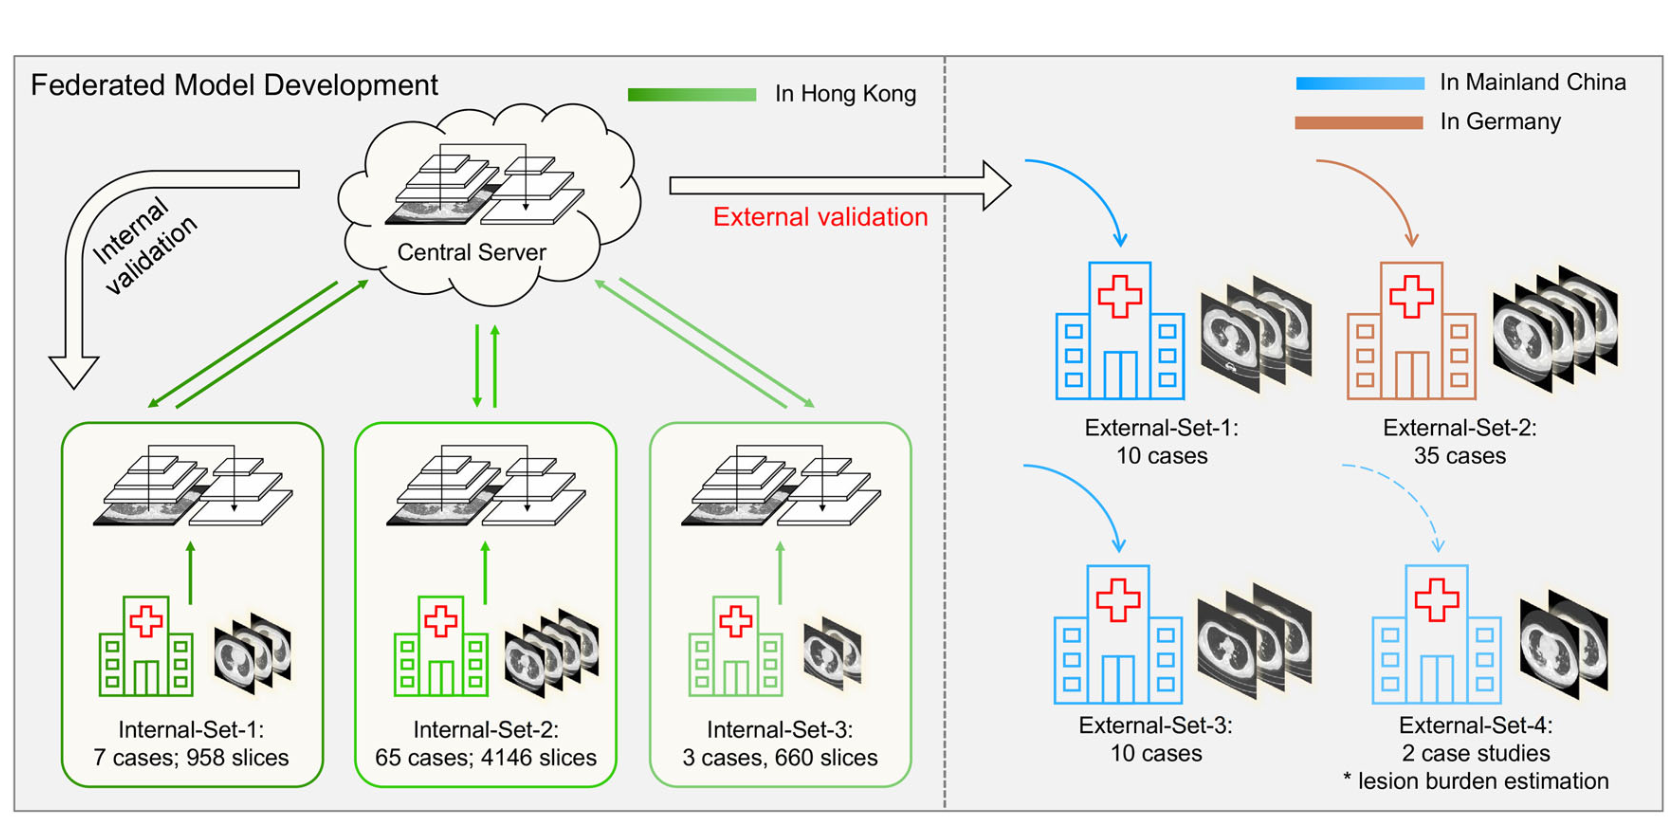 Federated Model Development
In Hong Kong
In Mainland China
In Germany
Internal
validation
Central Server
External validation
External-Set-1:
10 cases
External-Set-2:
35 cases
Internal-Set-1:
7 cases; 958 slices
Internal-Set-2:
65 cases; 4146 slices
Internal-Set-3:
3 cases, 660 slices
External-Set-3:
10 cases
External-Set-4:
2 case studies
* lesion burden estimation